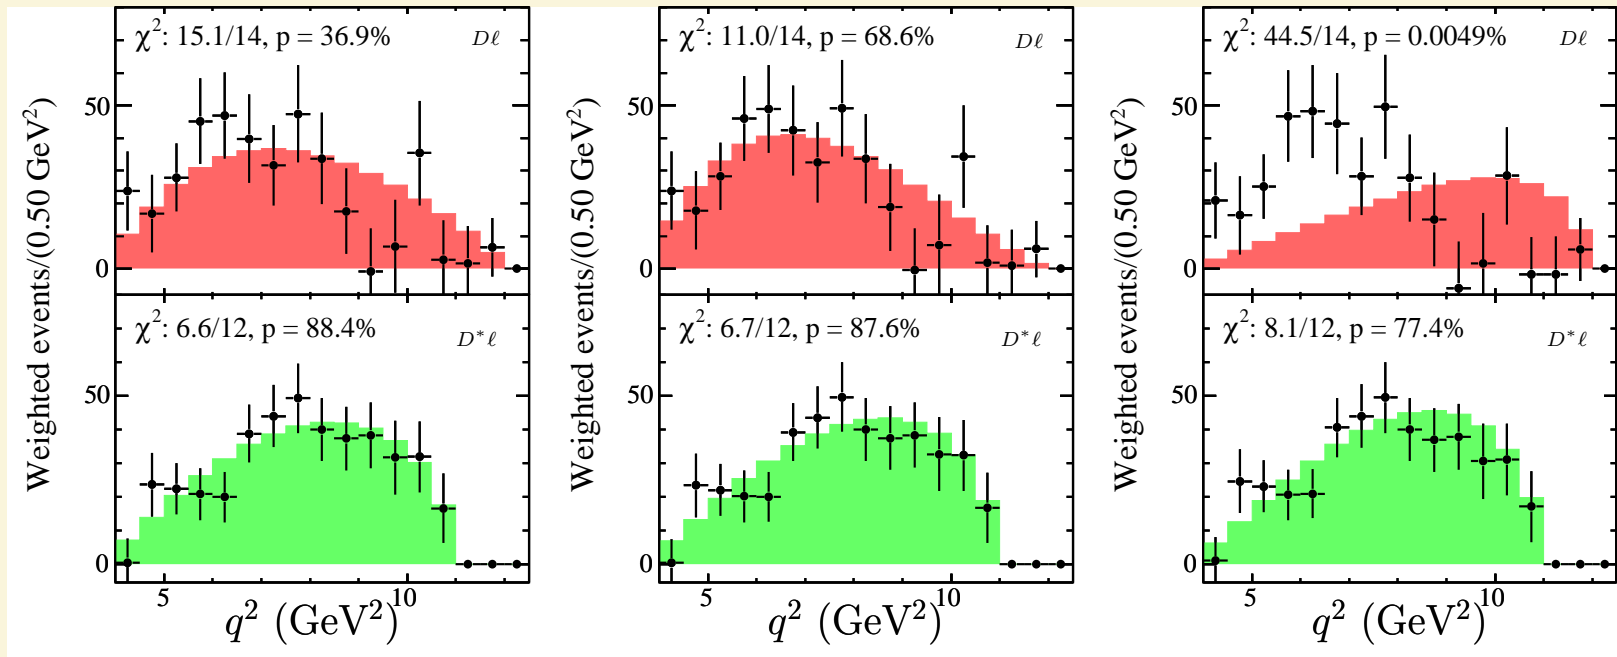 χ²: 15.1/14, p = 36.9%
Dℓ
50
0
χ²: 6.6/12, p = 88.4%
D*ℓ
50
0
5
10
Weighted events/(0.50 GeV²)
q² (GeV²)
χ²: 11.0/14, p = 68.6%
Dℓ
50
0
χ²: 6.7/12, p = 87.6%
D*ℓ
50
0
5
10
Weighted events/(0.50 GeV²)
q² (GeV²)
χ²: 44.5/14, p = 0.0049%
Dℓ
50
0
χ²: 8.1/12, p = 77.4%
D*ℓ
50
0
5
10
Weighted events/(0.50 GeV²)
q² (GeV²)